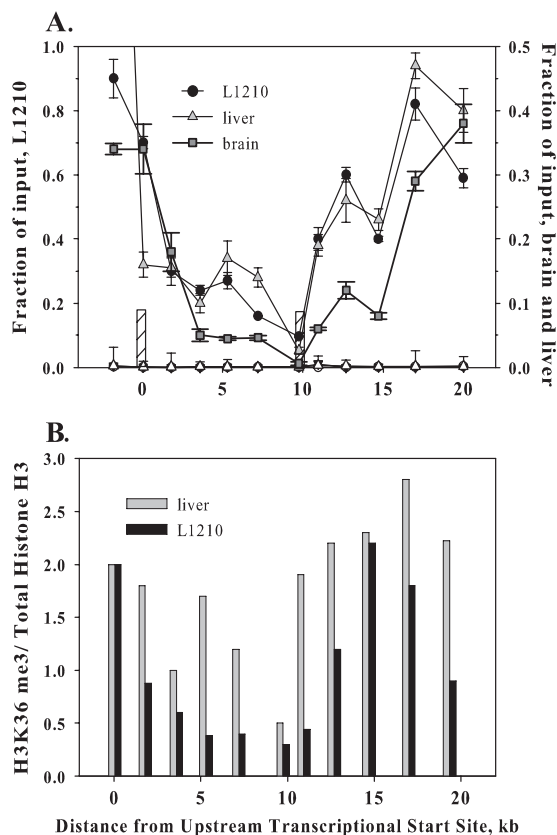 A.
Fraction of input, L1210
1.0
0.8
0.6
0.4
0.2
0.0
L1210
liver
brain
0.5
0.4
0.3
0.2
0.1
0.0
Fraction of input, brain and liver
0 5 10 15 20
B.
H3K36 me3/ Total Histone H3
3.0
2.5
2.0
1.5
1.0
0.5
0.0
liver
L1210
0 5 10 15 20
Distance from Upstream Transcriptional Start Site, kb